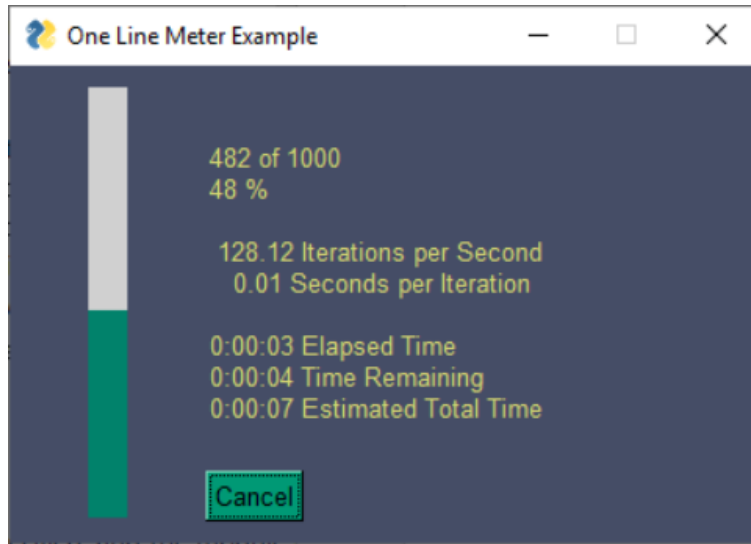 One Line Meter Example
482 of 1000
48 %
128.12 Iterations per Second
0.01 Seconds per Iteration
0:00:03 Elapsed Time
0:00:04 Time Remaining
0:00:07 Estimated Total Time
Cancel